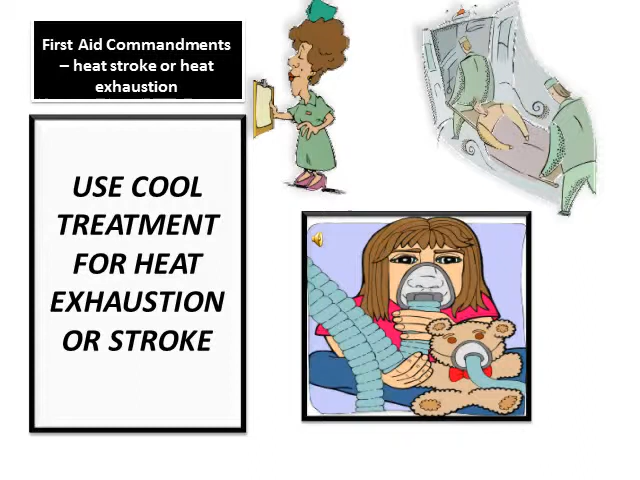 First Aid Commandments
– heat stroke or heat
exhaustion
USE COOL
TREATMENT
FOR HEAT
EXHAUSTION
OR STROKE